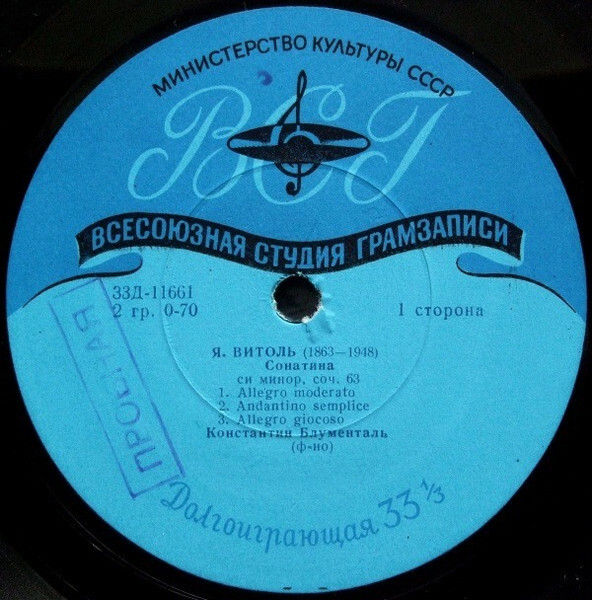 МИНИСТЕРСТВО КУЛЬТУРЫ СССР
ВСГ
ВСЕСОЮЗНАЯ СТУДИЯ ГРАМЗАПИСИ
33Д-11661
2 гр. 0-70
1 сторона
ПРОБНАЯ
Я. ВИТОЛЬ (1863—1948)
Сонатина
си минор, соч. 63
1. Allegro moderato
2. Andantino semplice
3. Allegro giocoso
Константин Блументаль
(ф-но)
Долгоиграющая 33 1/3